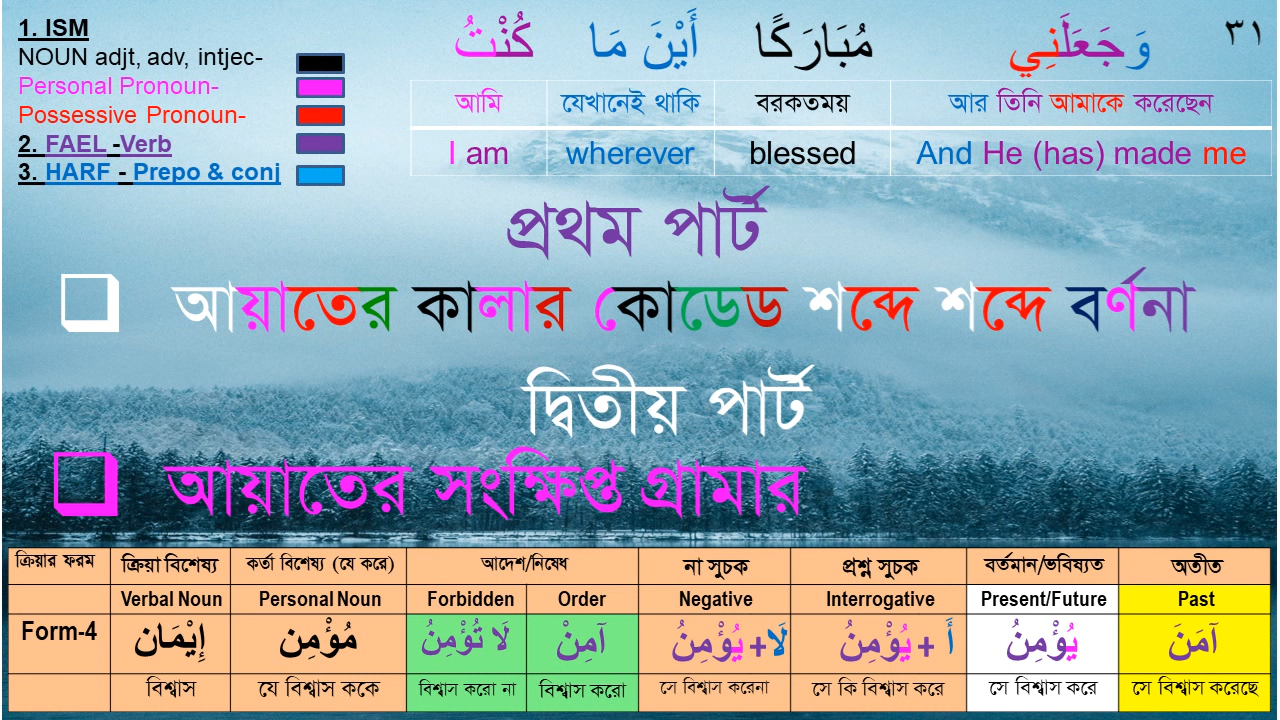 1. ISM
NOUN adjt, adv, intjec-
Personal Pronoun-
Possessive Pronoun-
2. FAEL -Verb
3. HARF - Prepo & conj
وَجَعَلَنِي مُبَارَكًا أَيْنَ مَا كُنْتُ ٣١
আমি যেখানেই থাকি বরকতময় আর তিনি আমাকে করেছেন
I am wherever blessed And He (has) made me
প্রথম পার্ট
আয়াতের কালার কোডেড শব্দে শব্দে বর্ণনা
দ্বিতীয় পার্ট
আয়াতের সংক্ষিপ্ত গ্রামার
ক্রিয়ার ফরম ক্রিয়া বিশেষ্য কর্তা বিশেষ্য (যে করে) আদেশ/নিষেধ না সুচক প্রশ্ন সুচক বর্তমান/ভবিষ্যত অতীত
Verbal Noun Personal Noun Forbidden Order Negative Interrogative Present/Future Past
Form-4 إِيْمَان مُؤْمِن لَا تُؤْمِنُ آمِنْ لَا+يُؤْمِنُ أَ +يُؤْمِنُ يُؤْمِنُ آمَنَ
বিশ্বাস যে বিশ্বাস ককে বিশ্বাস করো না বিশ্বাস করো সে বিশ্বাস করেনা সে কি বিশ্বাস করে সে বিশ্বাস করে সে বিশ্বাস করেছে